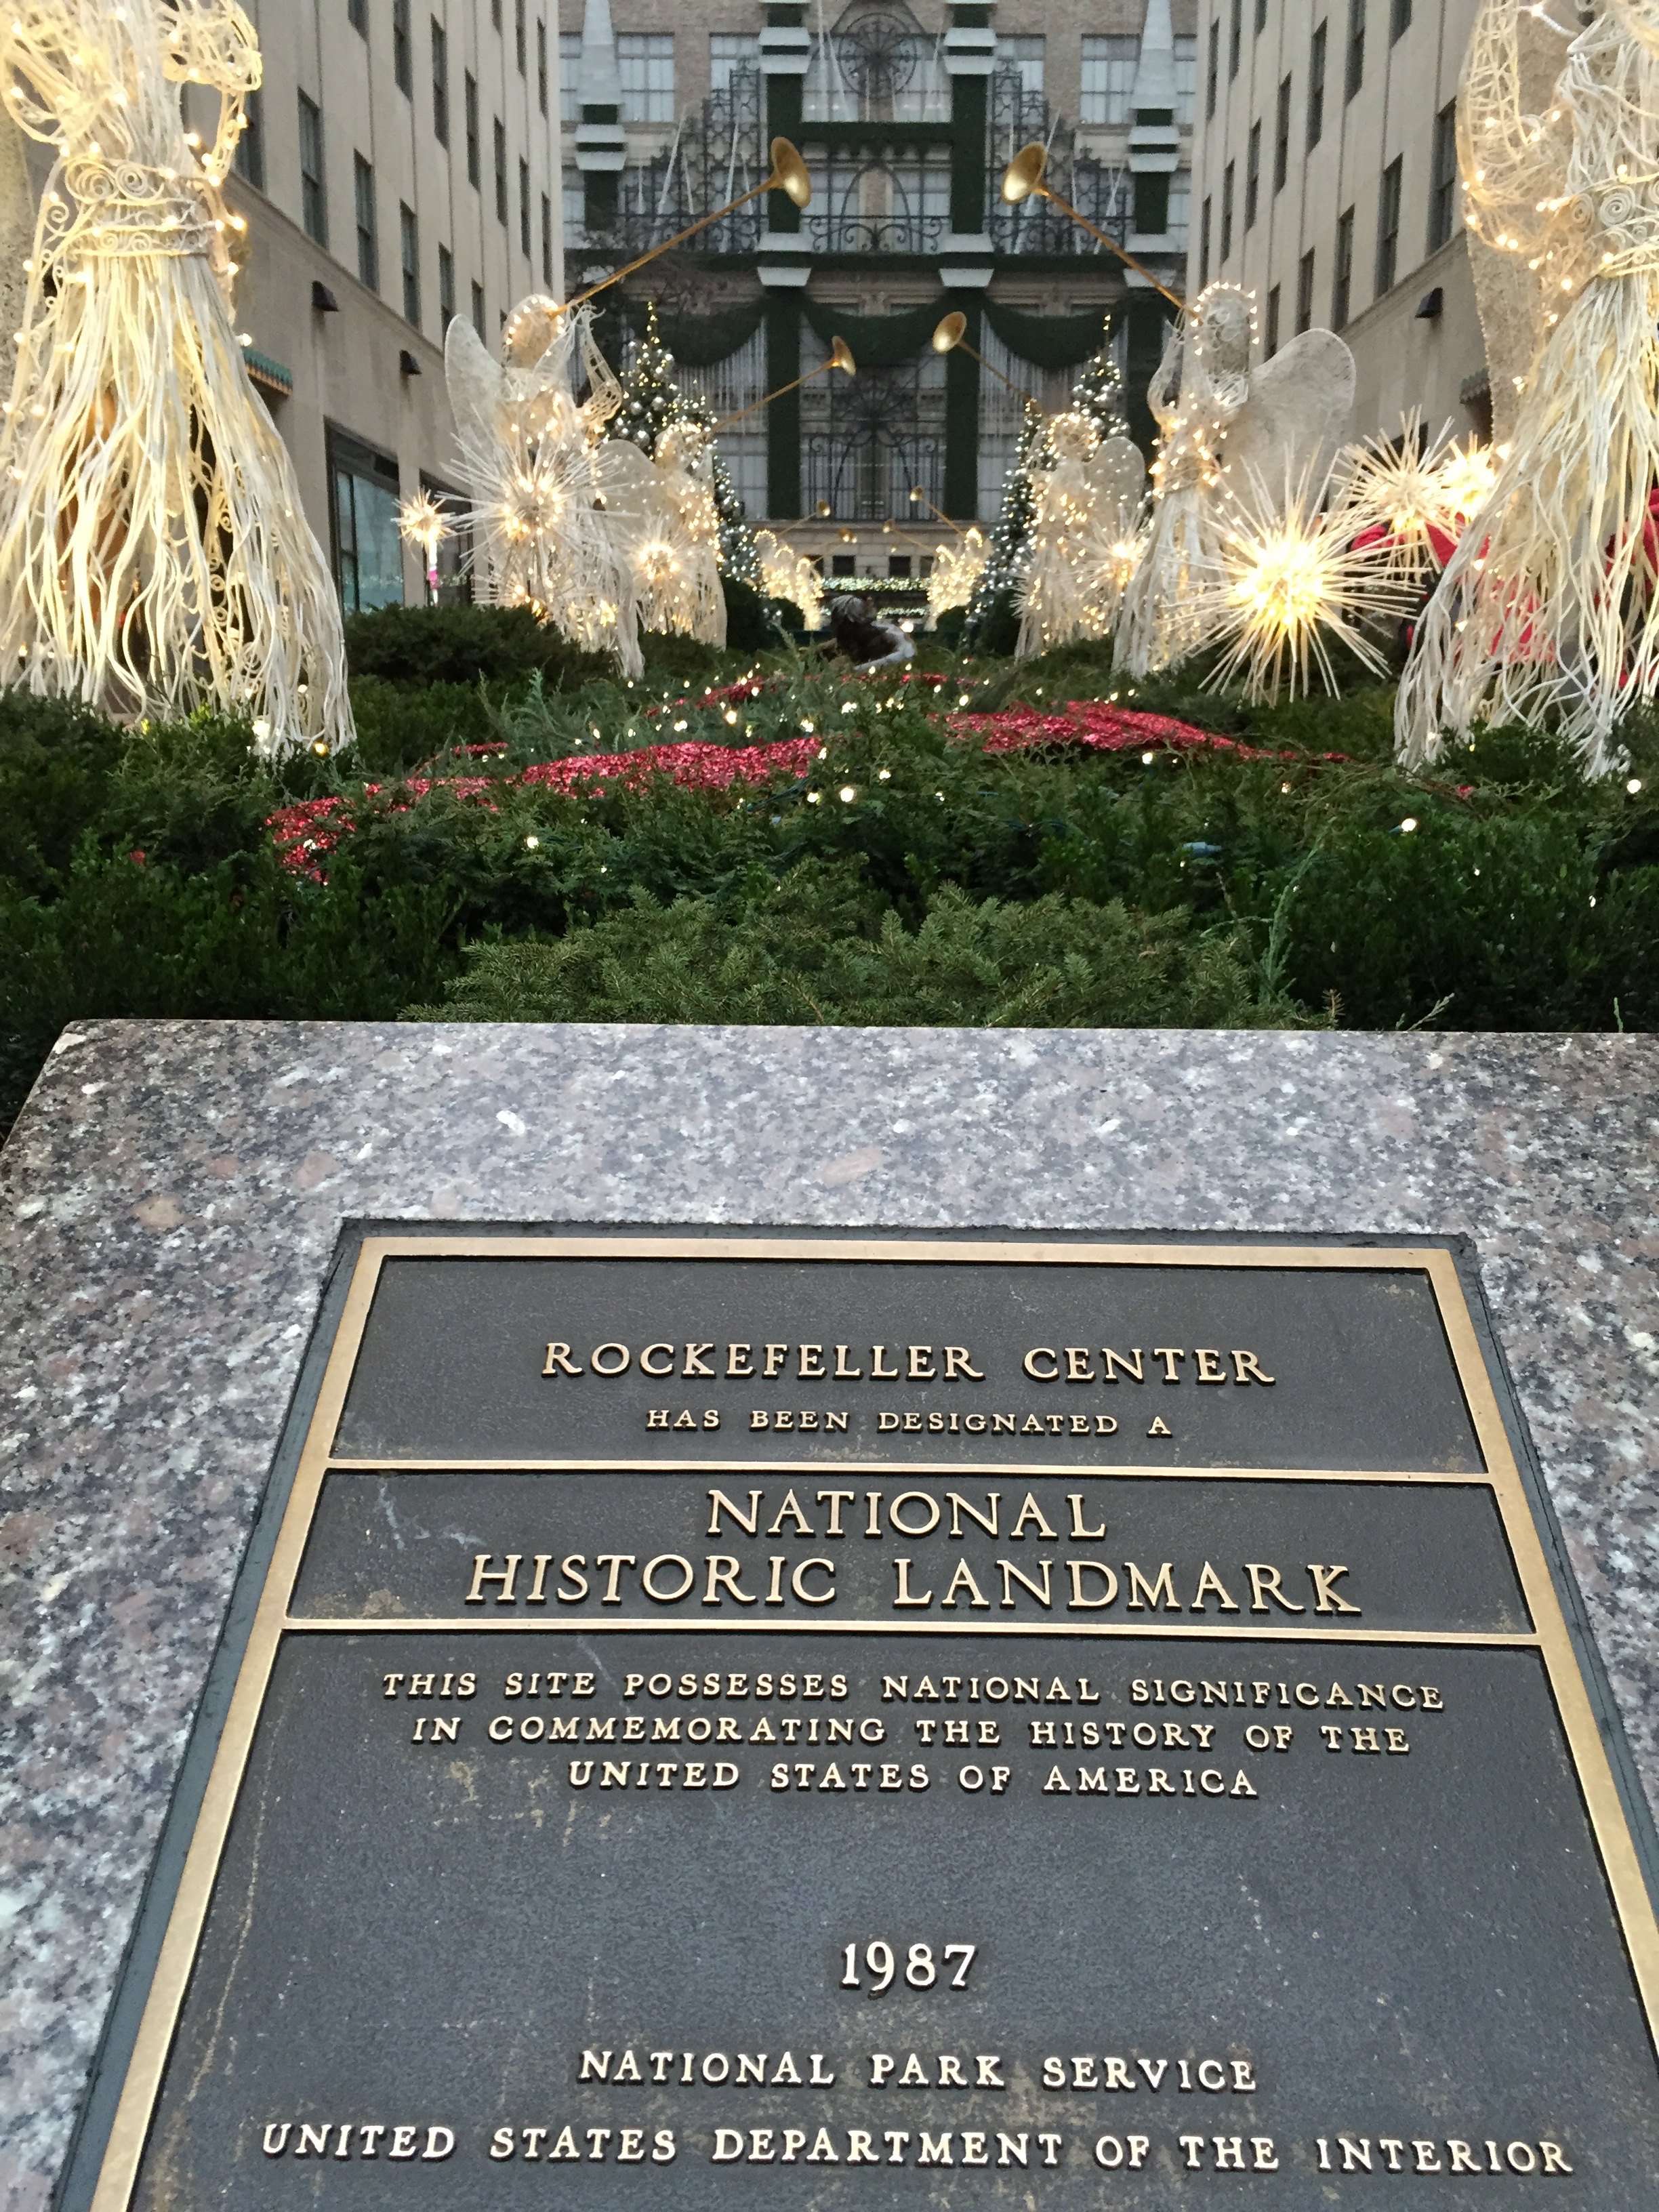 ROCKEFELLER CENTER
HAS BEEN DESIGNATED A
NATIONAL
HISTORIC LANDMARK
THIS SITE POSSESSES NATIONAL SIGNIFICANCE
IN COMMEMORATING THE HISTORY OF THE
UNITED STATES OF AMERICA
1987
NATIONAL PARK SERVICE
UNITED STATES DEPARTMENT OF THE INTERIOR